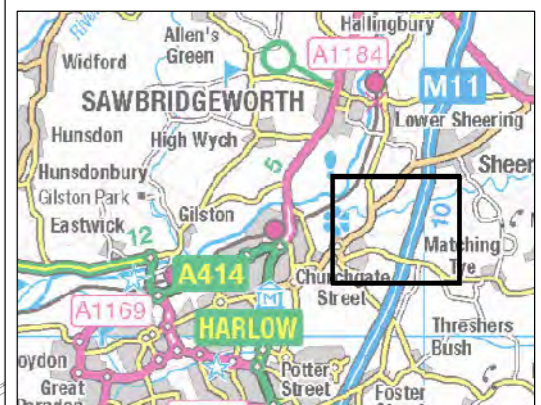 Hallingbury
Allen's
Green
A1184
Widford
M11
SAWBRIDGEWORTH
Lower Sheering
Hunsdon
High Wych
Sheer
Hunsdonbury
5
Gilston Park
Gilston
10
Eastwick
12
Matching
Tye
A414
Churchgate
Street
M
A1169
HARLOW
Threshers
Bush
oydon
Potter
Street
Great
Foster